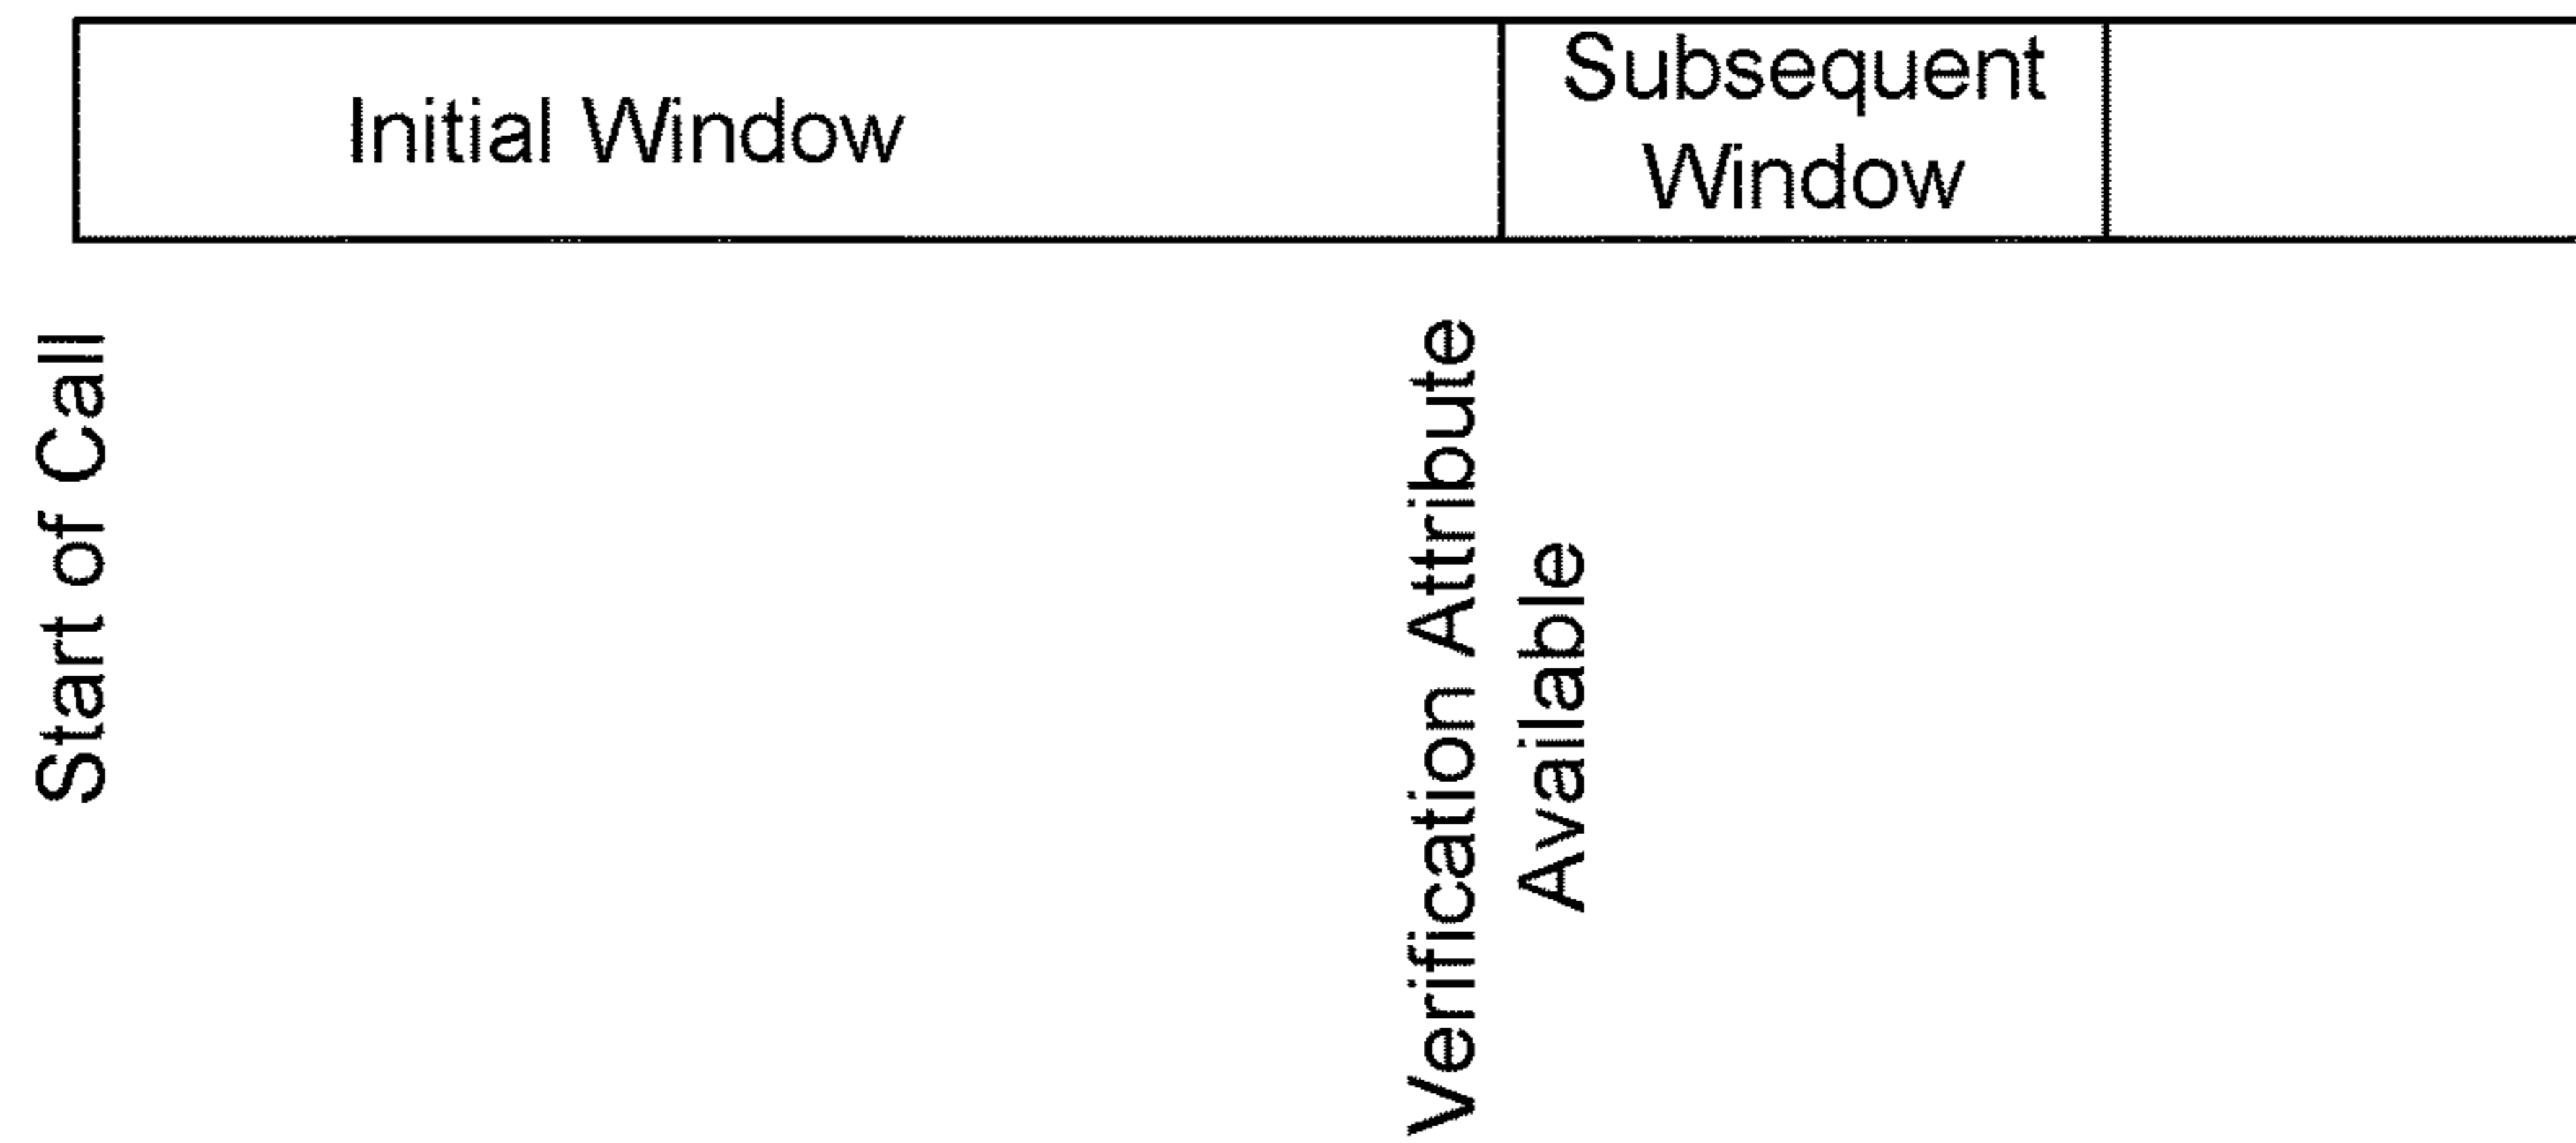 Initial Window
Subsequent
Window
Start of Call
Verification Attribute
Available